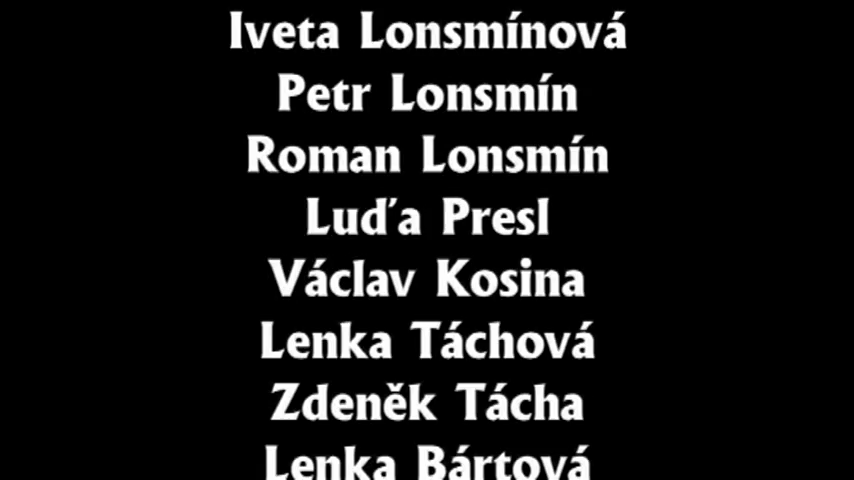 Iveta Lonsmínová
Petr Lonsmín
Roman Lonsmín
Luďa Presl
Václav Kosina
Lenka Táchová
Zdeněk Tácha
Lenka Bártová